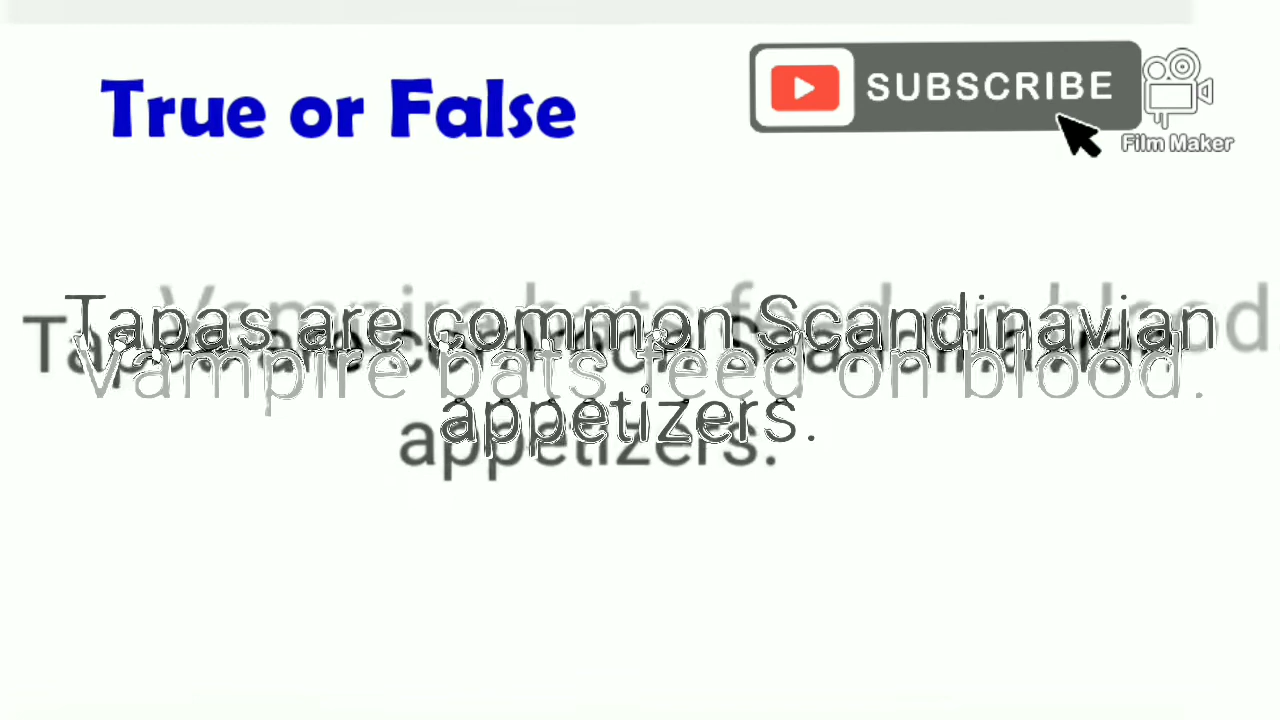 True or False
SUBSCRIBE
Film Maker
Tapas are common Scandinavian
appetizers.
Vampire bats feed on blood.